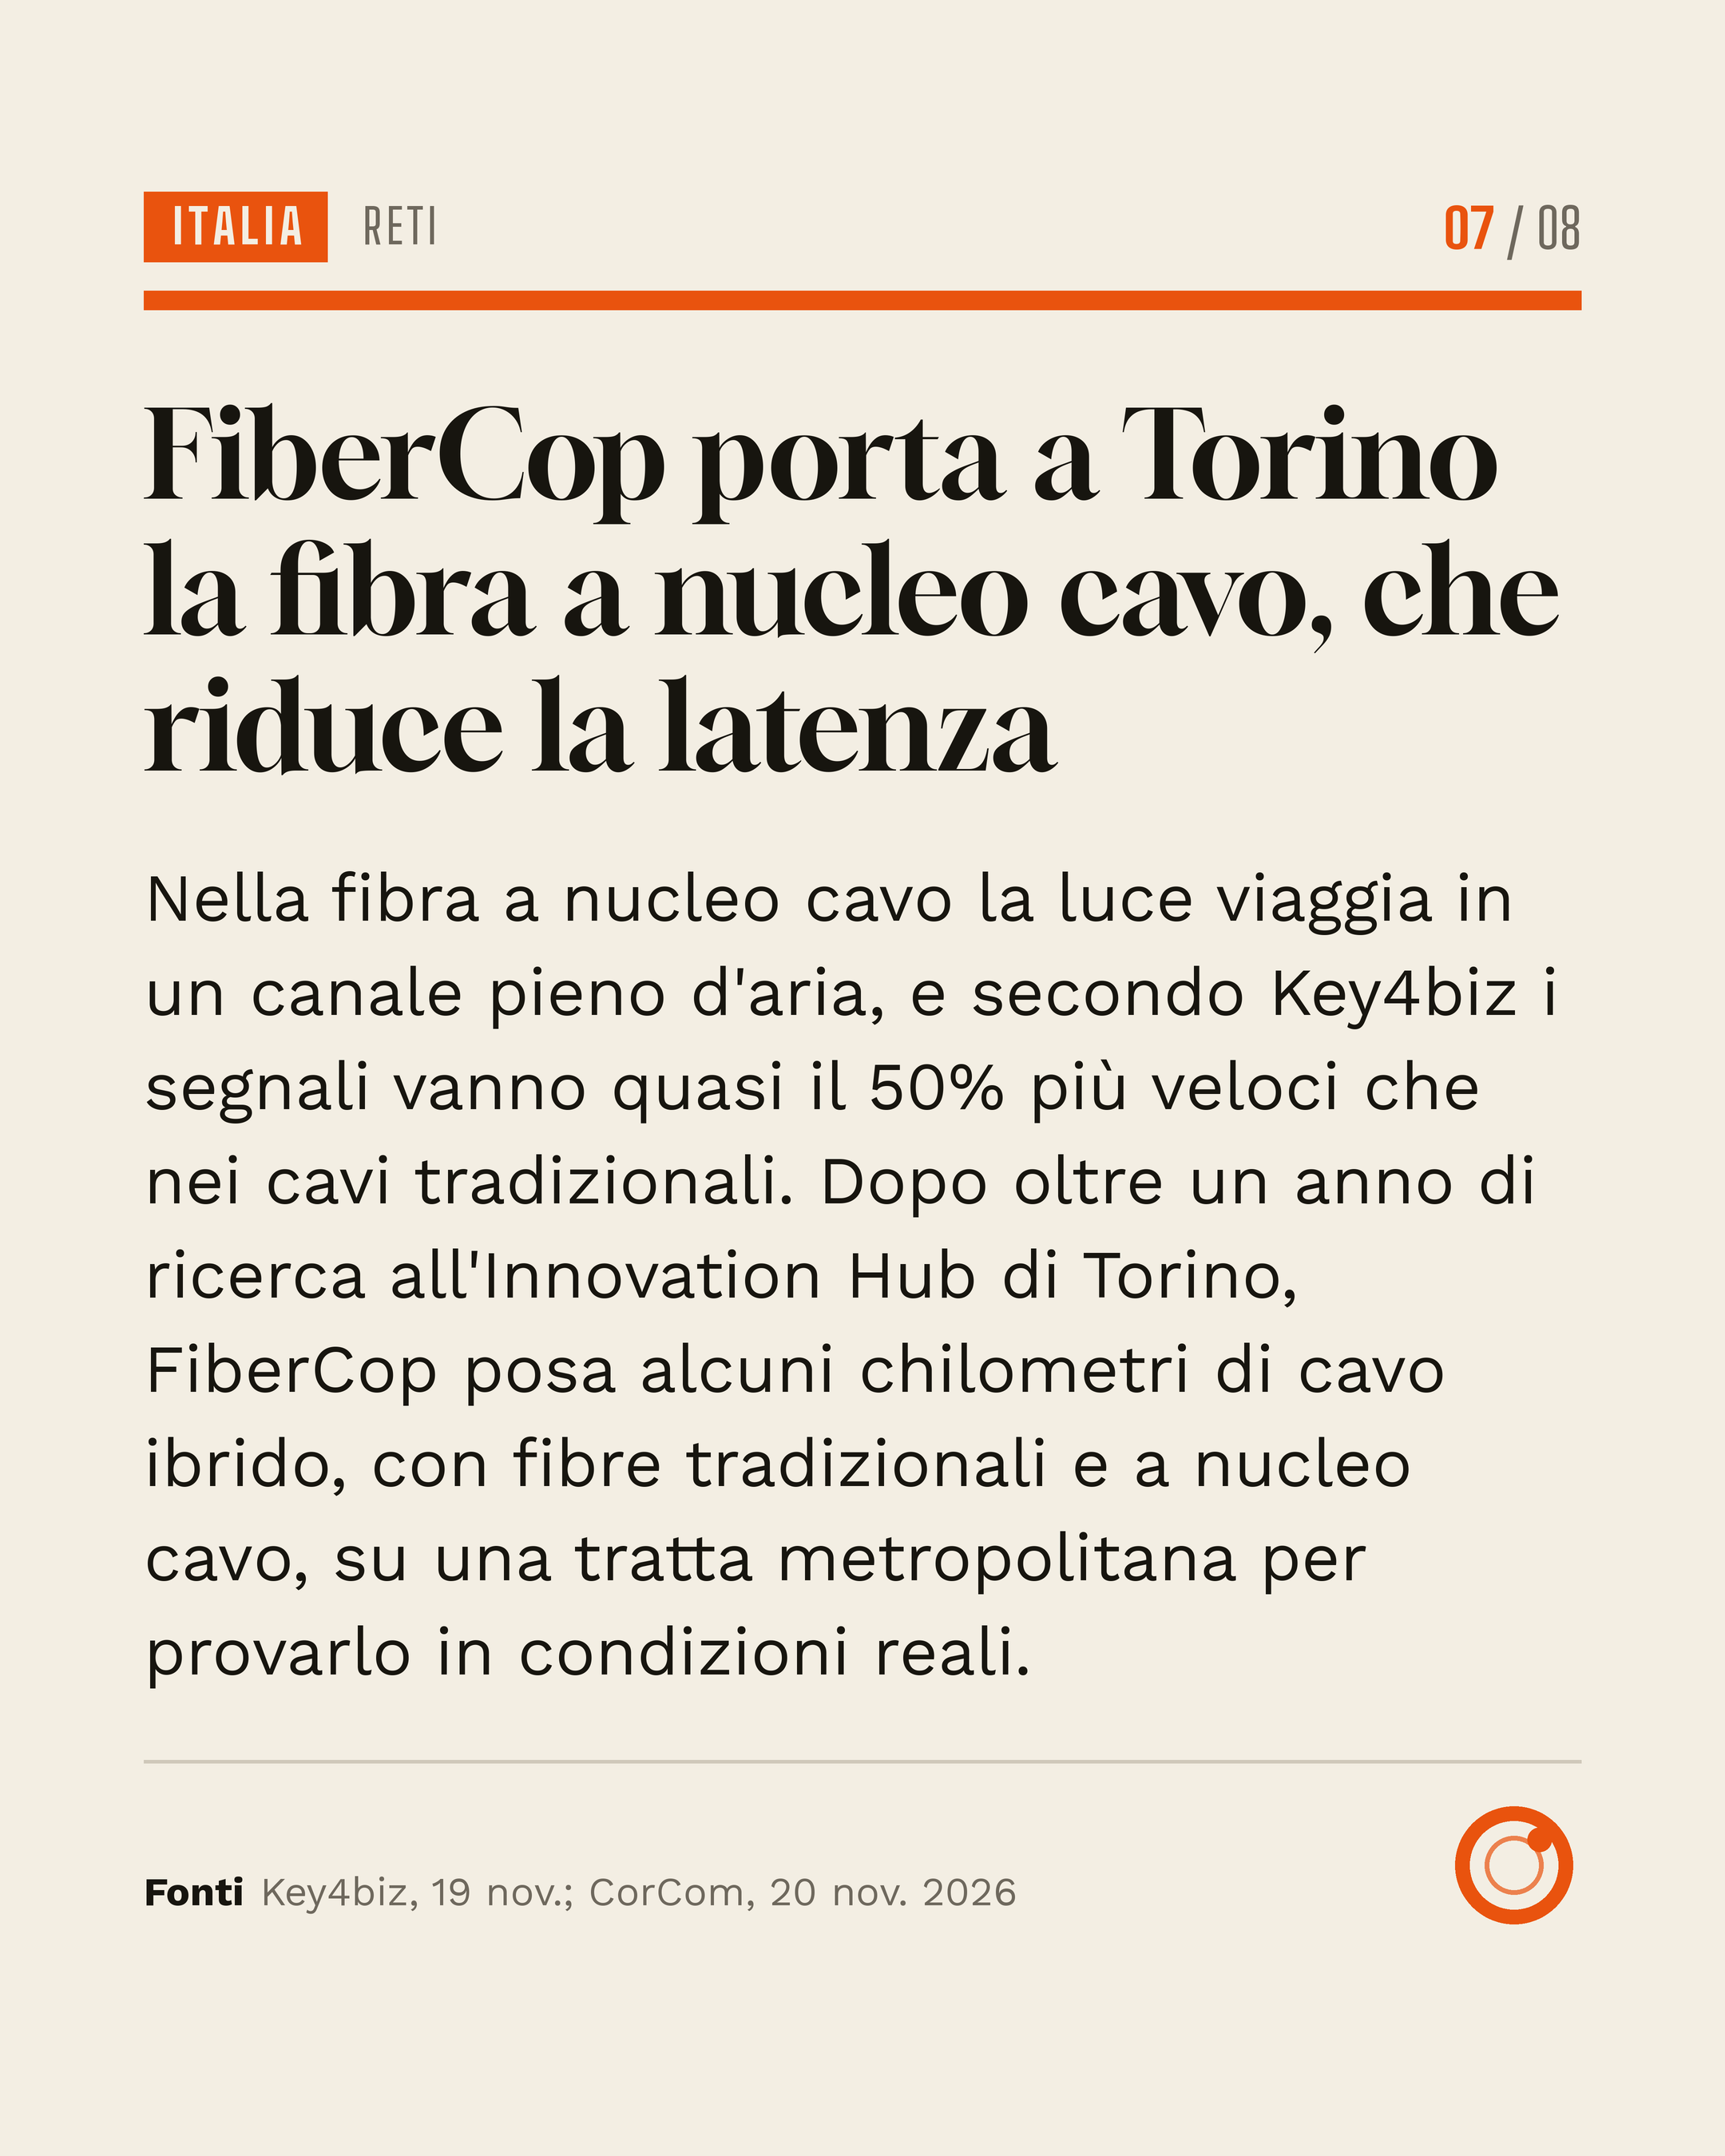 ITALIA RETI 07 / 08
FiberCop porta a Torino
la fibra a nucleo cavo, che
riduce la latenza
Nella fibra a nucleo cavo la luce viaggia in
un canale pieno d'aria, e secondo Key4biz i
segnali vanno quasi il 50% più veloci che
nei cavi tradizionali. Dopo oltre un anno di
ricerca all'Innovation Hub di Torino,
FiberCop posa alcuni chilometri di cavo
ibrido, con fibre tradizionali e a nucleo
cavo, su una tratta metropolitana per
provarlo in condizioni reali.
Fonti Key4biz, 19 nov.; CorCom, 20 nov. 2026